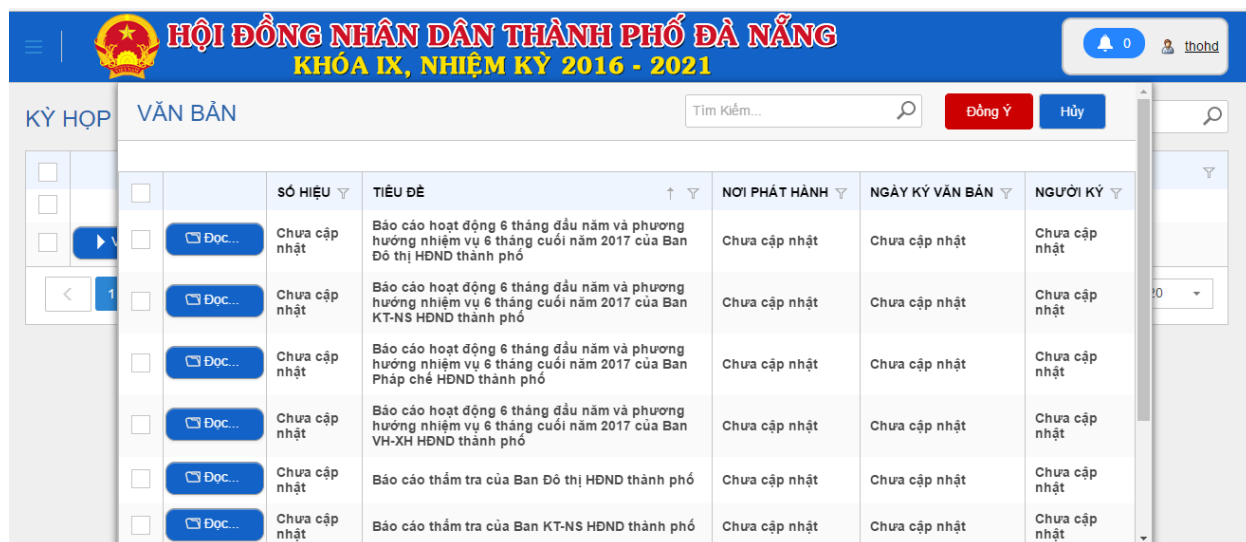 HỘI ĐỒNG NHÂN DÂN THÀNH PHỐ ĐÀ NẴNG
KHÓA IX, NHIỆM KỲ 2016 - 2021
0
thohd
KỲ HỌP
VĂN BẢN
Tìm Kiếm...
Đồng Ý
Hủy
SỐ HIỆU
TIÊU ĐỀ
NƠI PHÁT HÀNH
NGÀY KÝ VĂN BẢN
NGƯỜI KÝ
Đọc...
Chưa cập
nhật
Báo cáo hoạt động 6 tháng đầu năm và phương
hướng nhiệm vụ 6 tháng cuối năm 2017 của Ban
Đô thị HĐND thành phố
Chưa cập nhật
Chưa cập nhật
Chưa cập
nhật
Đọc...
Chưa cập
nhật
Báo cáo hoạt động 6 tháng đầu năm và phương
hướng nhiệm vụ 6 tháng cuối năm 2017 của Ban
KT-NS HĐND thành phố
Chưa cập nhật
Chưa cập nhật
Chưa cập
nhật
Đọc...
Chưa cập
nhật
Báo cáo hoạt động 6 tháng đầu năm và phương
hướng nhiệm vụ 6 tháng cuối năm 2017 của Ban
Pháp chế HĐND thành phố
Chưa cập nhật
Chưa cập nhật
Chưa cập
nhật
Đọc...
Chưa cập
nhật
Báo cáo hoạt động 6 tháng đầu năm và phương
hướng nhiệm vụ 6 tháng cuối năm 2017 của Ban
VH-XH HĐND thành phố
Chưa cập nhật
Chưa cập nhật
Chưa cập
nhật
Đọc...
Chưa cập
nhật
Báo cáo thẩm tra của Ban Đô thị HĐND thành phố
Chưa cập nhật
Chưa cập nhật
Chưa cập
nhật
Đọc...
Chưa cập
nhật
Báo cáo thẩm tra của Ban KT-NS HĐND thành phố
Chưa cập nhật
Chưa cập nhật
Chưa cập
nhật
1